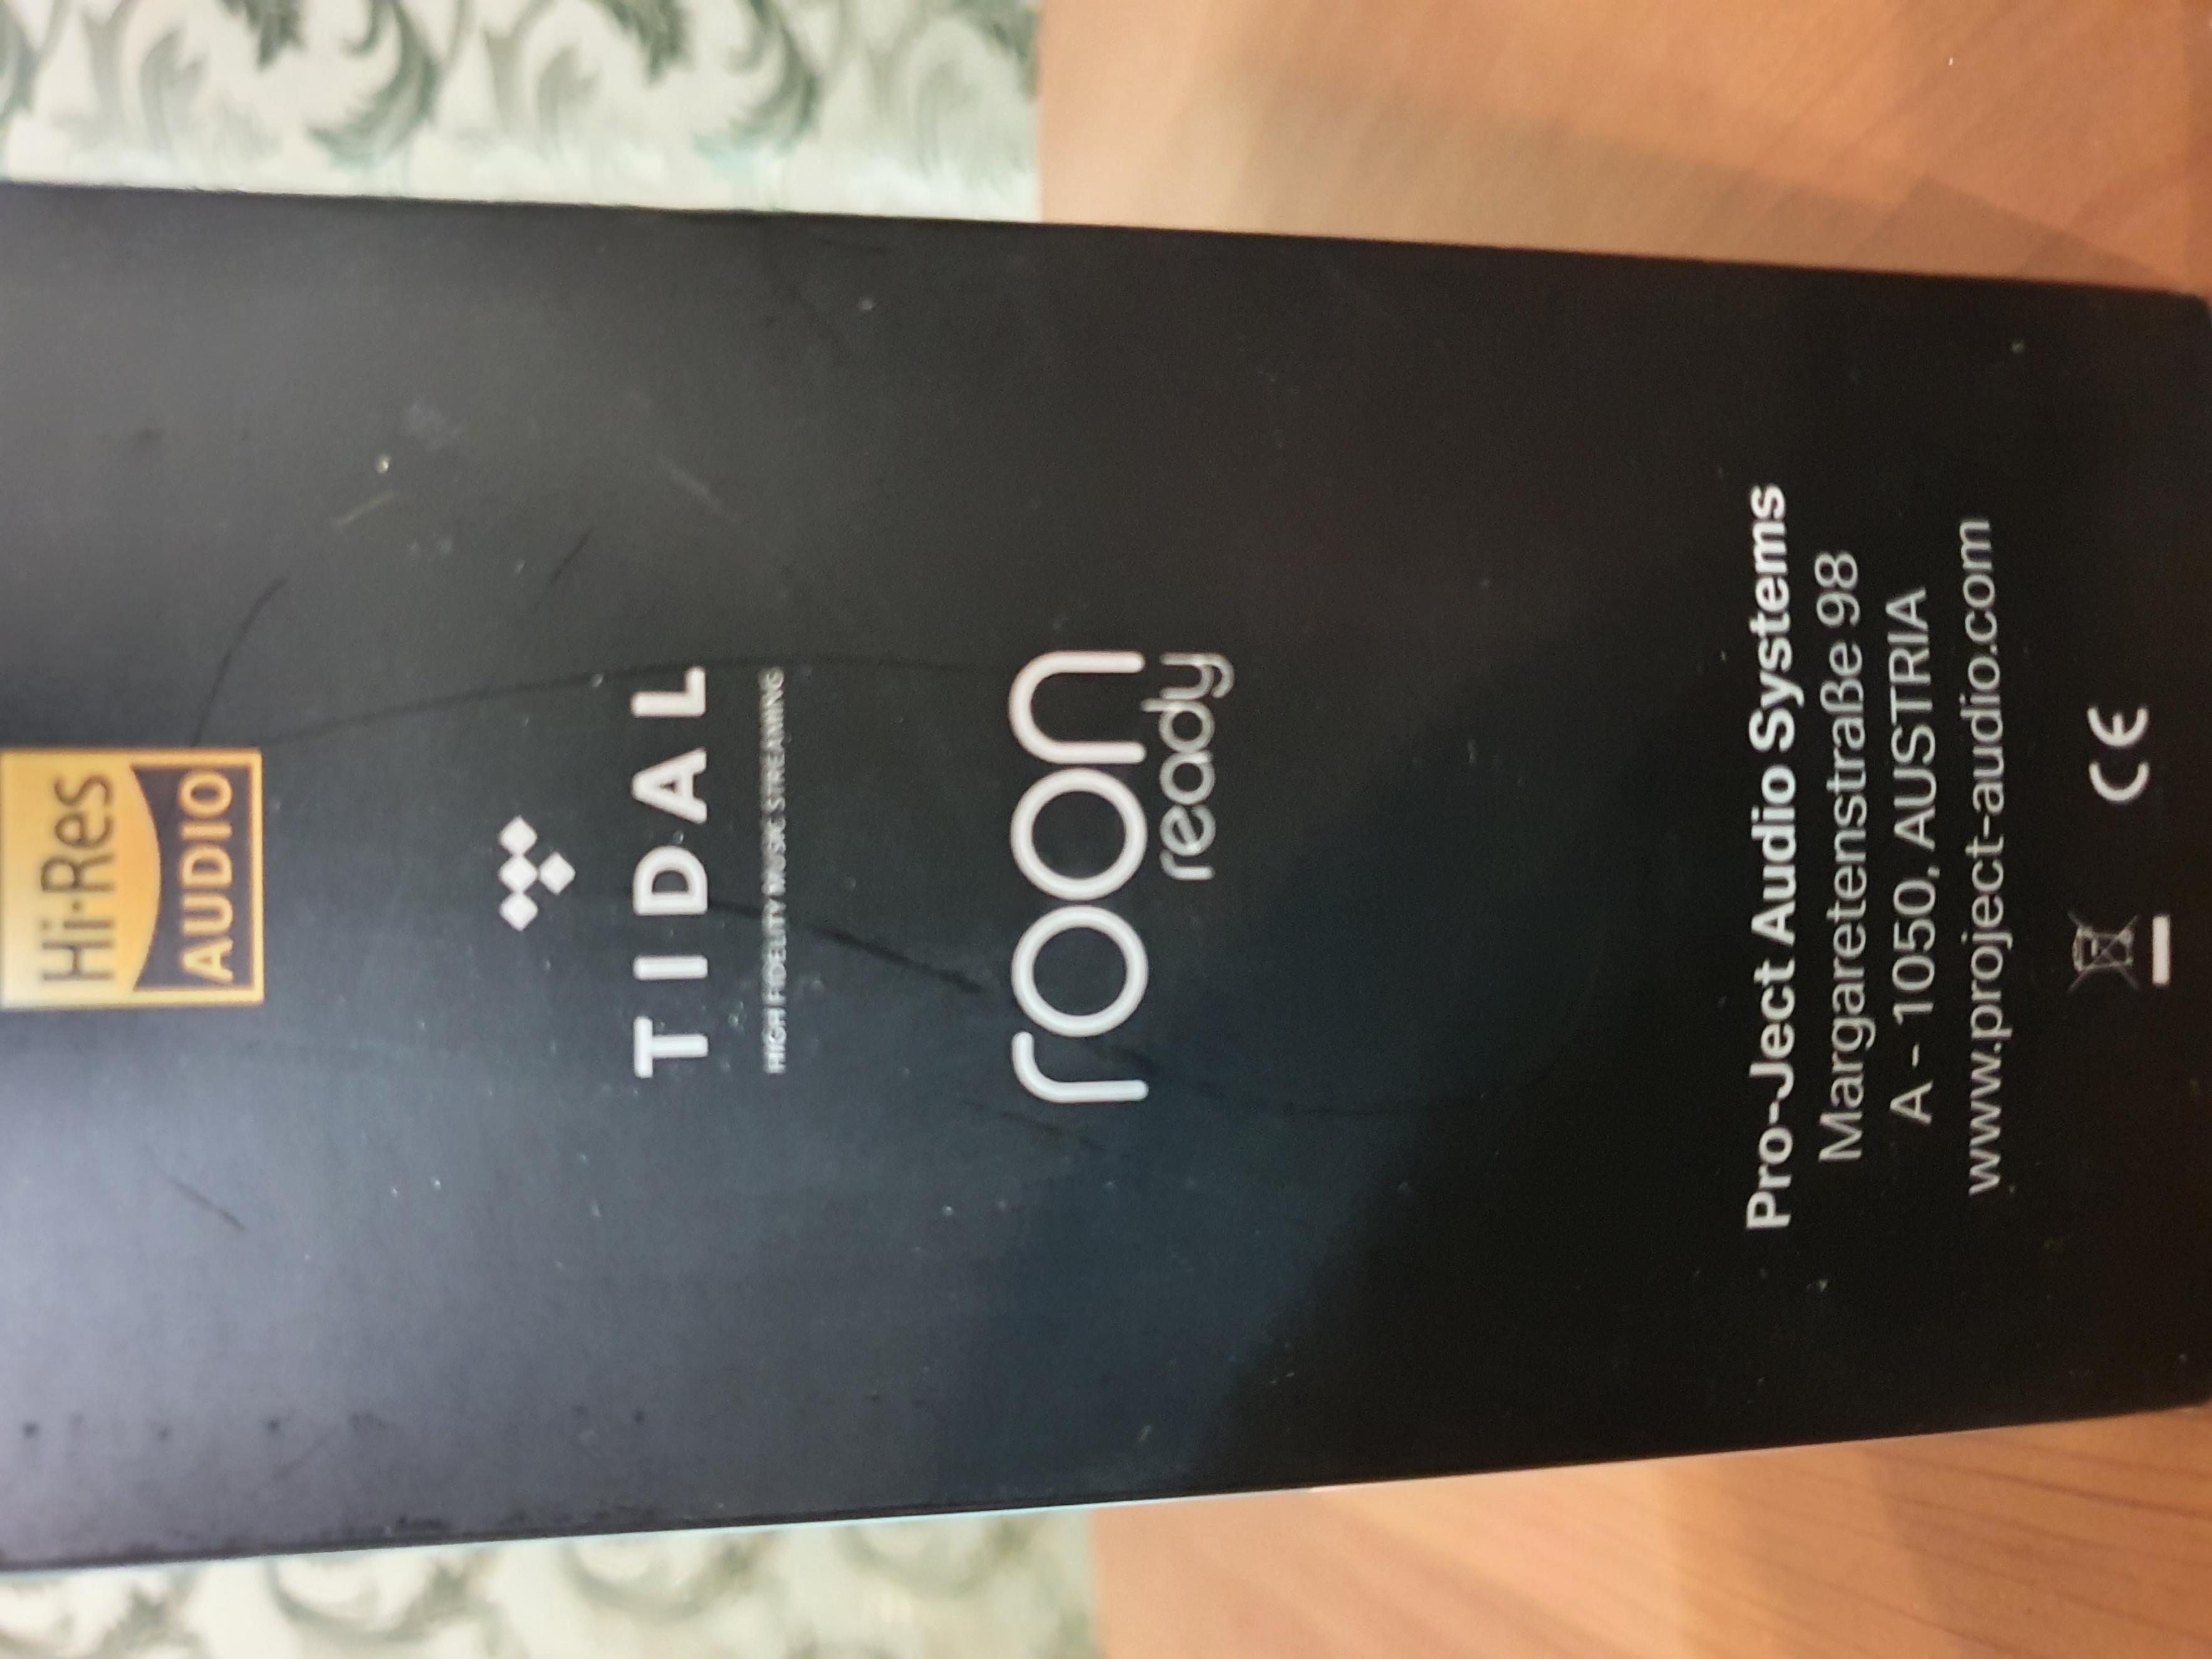 Hi-Res
AUDIO
TIDAL
HIGH FIDELITY MUSIC STREAMING
roon
ready
Pro-Ject Audio Systems
Margaretenstraße 98
A - 1050, AUSTRIA
www.project-audio.com
CE